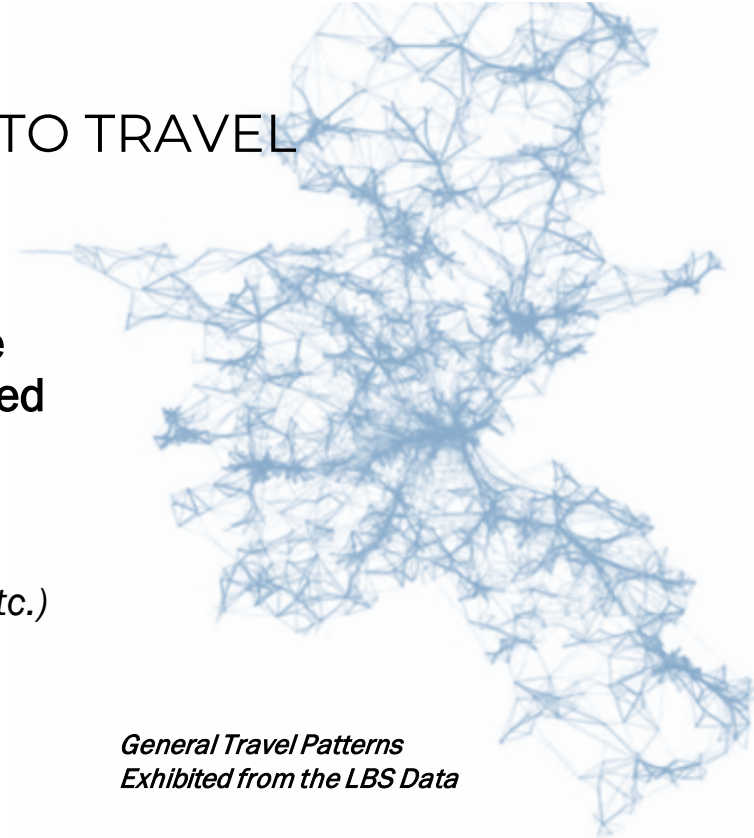 TO TRAVEL
e
ed
tc.)
General Travel Patterns
Exhibited from the LBS Data